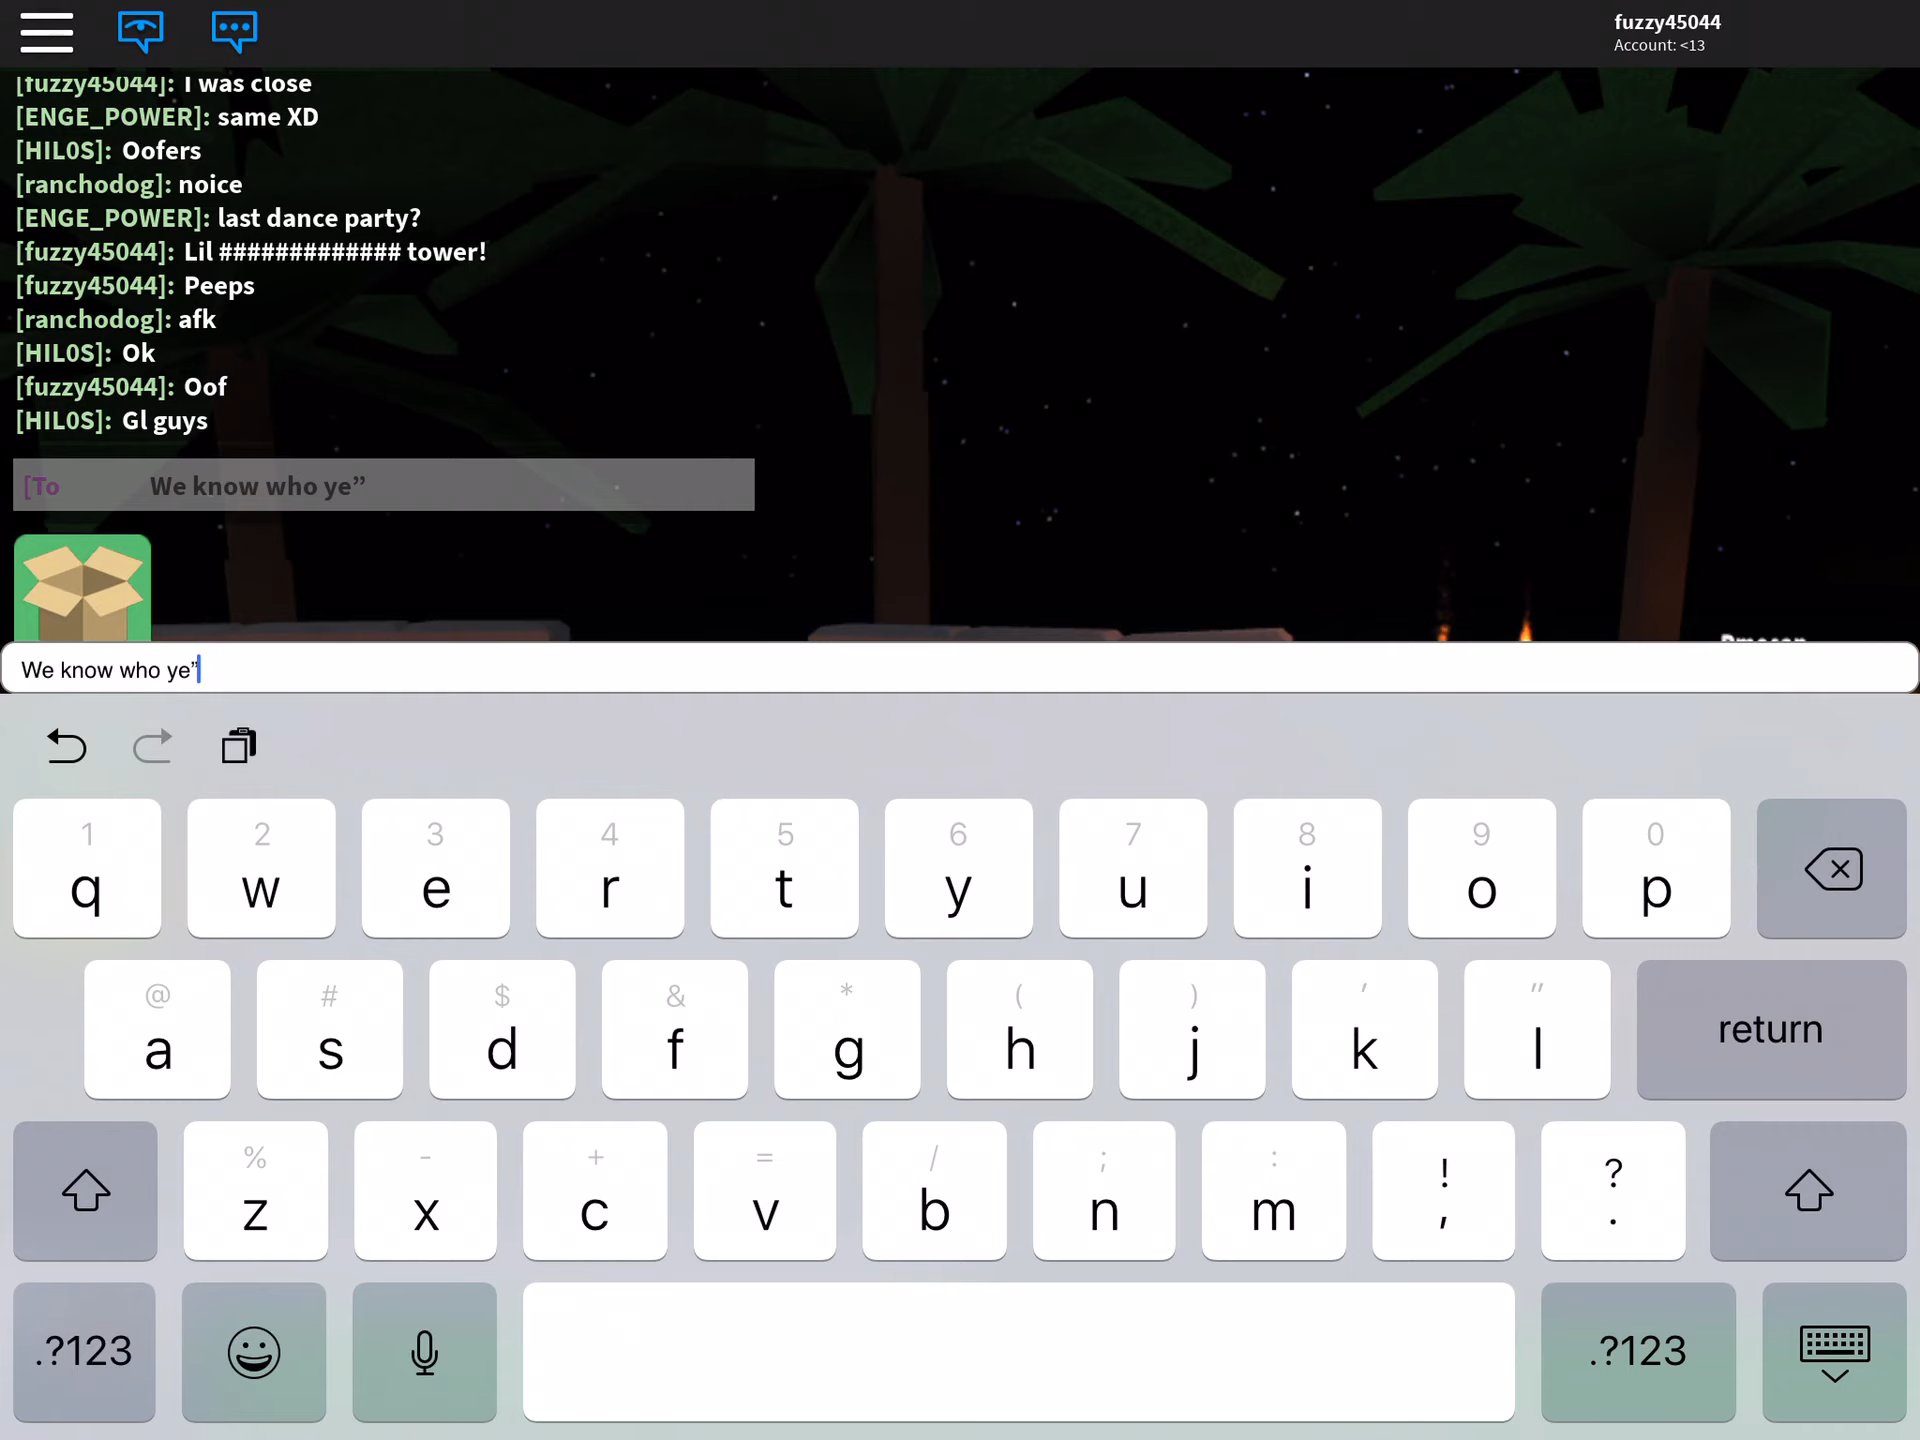 fuzzy45044
Account: <13
[fuzzy45044]: I was close
[ENGE_POWER]: same XD
[HIL0S]: Oofers
[ranchodog]: noice
[ENGE_POWER]: last dance party?
[fuzzy45044]: Lil ############# tower!
[fuzzy45044]: Peeps
[ranchodog]: afk
[HIL0S]: Ok
[fuzzy45044]: Oof
[HIL0S]: Gl guys
[To We know who ye”
We know who ye”
1 2 3 4 5 6 7 8 9 0
q w e r t y u i o p
@ # $ & * ( ) ' "
a s d f g h j k l return
% - + = / ; : ! ?
z x c v b n m , .
.?123 .?123